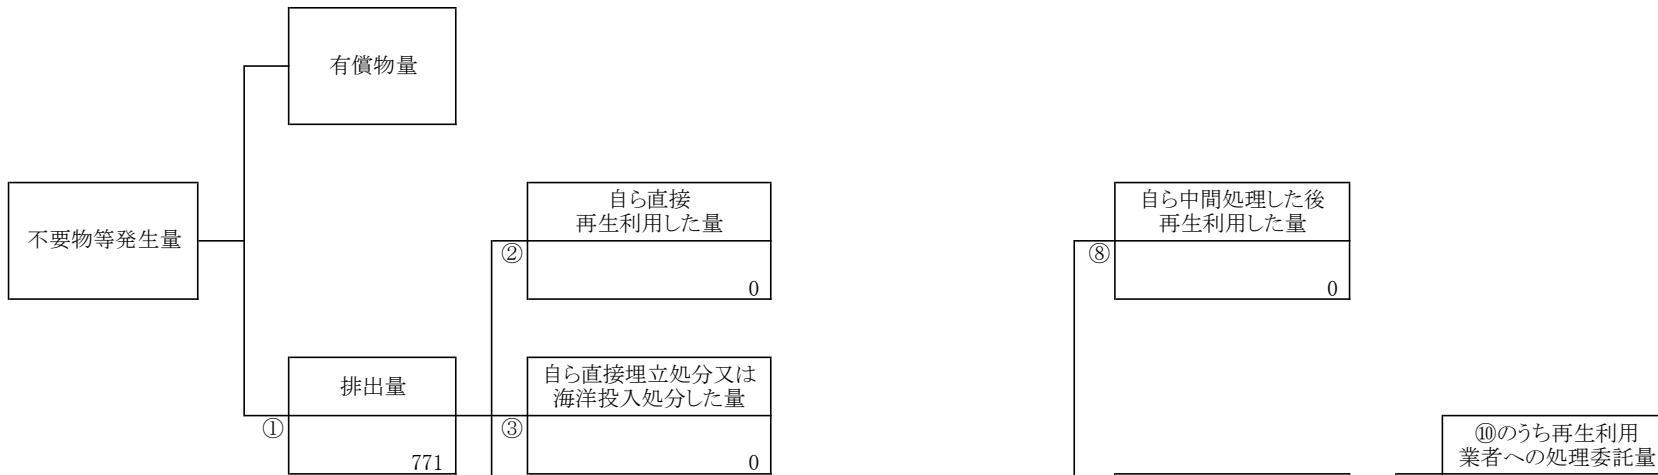 有償物量
不要物等発生量
自ら直接
再生利用した量
②
0
自ら中間処理した後
再生利用した量
⑧
0
排出量
①
771
自ら直接埋立処分又は
海洋投入処分した量
③
0
⑩のうち再生利用
業者への処理委託量